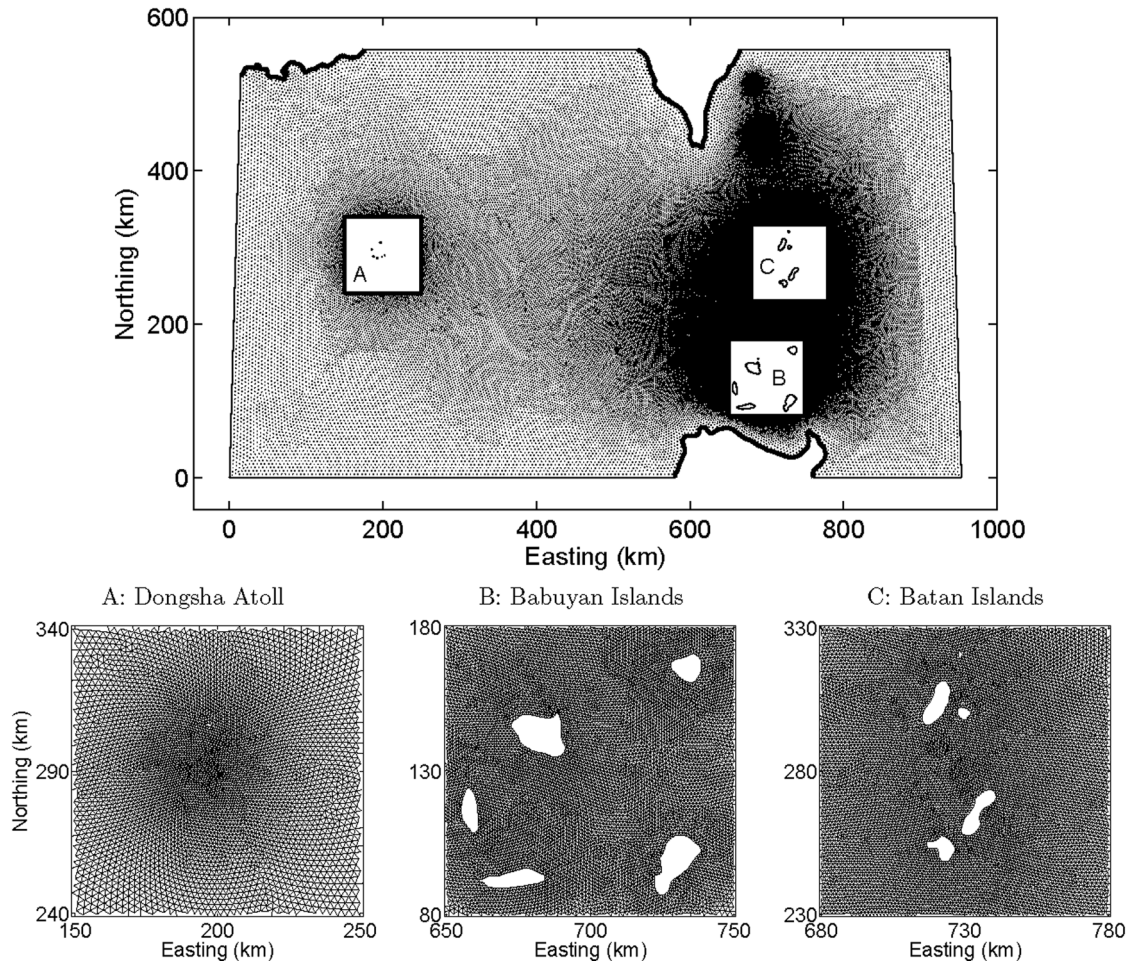 600
400
200
0
Northing (km)
A
C
B
0 200 400 600 800 1000
Easting (km)
A: Dongsha Atoll
B: Babuyan Islands
C: Batan Islands
340
290
240
Northing (km)
150 200 250
Easting (km)
180
130
80
650 700 750
Easting (km)
330
280
230
680 730 780
Easting (km)